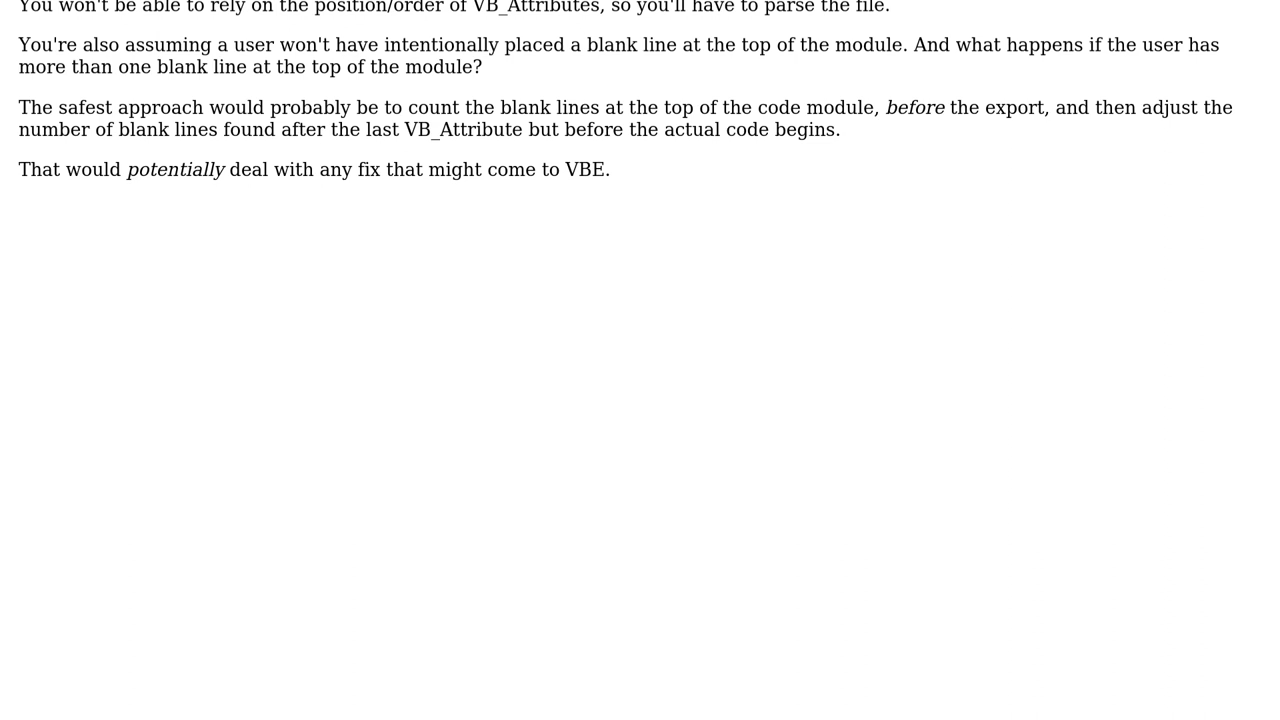 You won't be able to rely on the position/order of VB_Attributes, so you'll have to parse the file.
You're also assuming a user won't have intentionally placed a blank line at the top of the module. And what happens if the user has
more than one blank line at the top of the module?
The safest approach would probably be to count the blank lines at the top of the code module, before the export, and then adjust the
number of blank lines found after the last VB_Attribute but before the actual code begins.
That would potentially deal with any fix that might come to VBE.